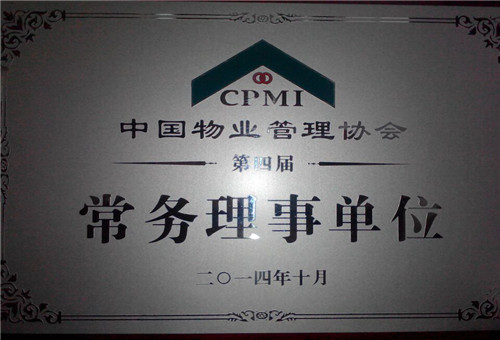 CPMI
中国物业管理协会
第四届
常务理事单位
二〇一四年十月